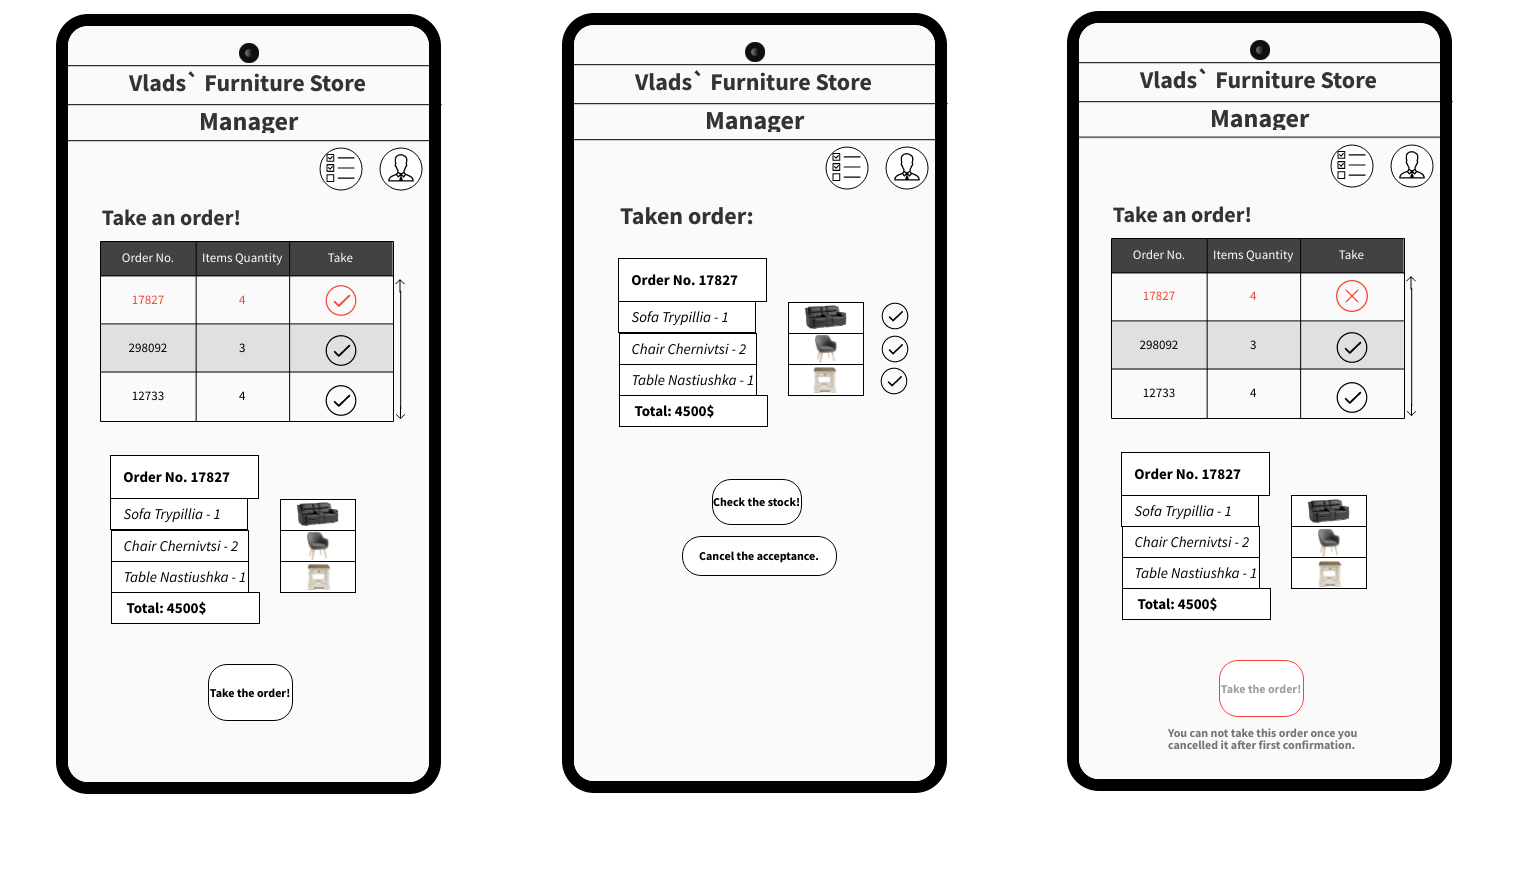 Vlads` Furniture Store
Manager
Take an order!
Order No. Items Quantity Take
17827 4
298092 3
12733 4
Order No. 17827
Sofa Trypillia - 1
Chair Chernivtsi - 2
Table Nastiushka - 1
Total: 4500$
Take the order!
Vlads` Furniture Store
Manager
Taken order:
Order No. 17827
Sofa Trypillia - 1
Chair Chernivtsi - 2
Table Nastiushka - 1
Total: 4500$
Check the stock!
Cancel the acceptance.
Vlads` Furniture Store
Manager
Take an order!
Order No. Items Quantity Take
17827 4
298092 3
12733 4
Order No. 17827
Sofa Trypillia - 1
Chair Chernivtsi - 2
Table Nastiushka - 1
Total: 4500$
Take the order!
You can not take this order once you
cancelled it after first confirmation.